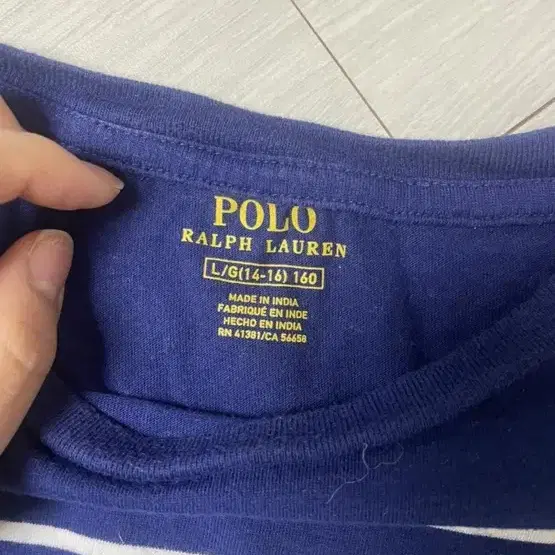 POLO
RALPH LAUREN
L/G(14-16) 160
MADE IN INDIA
FABRIQUÉ EN INDE
HECHO EN INDIA
RN 41381/CA 56658